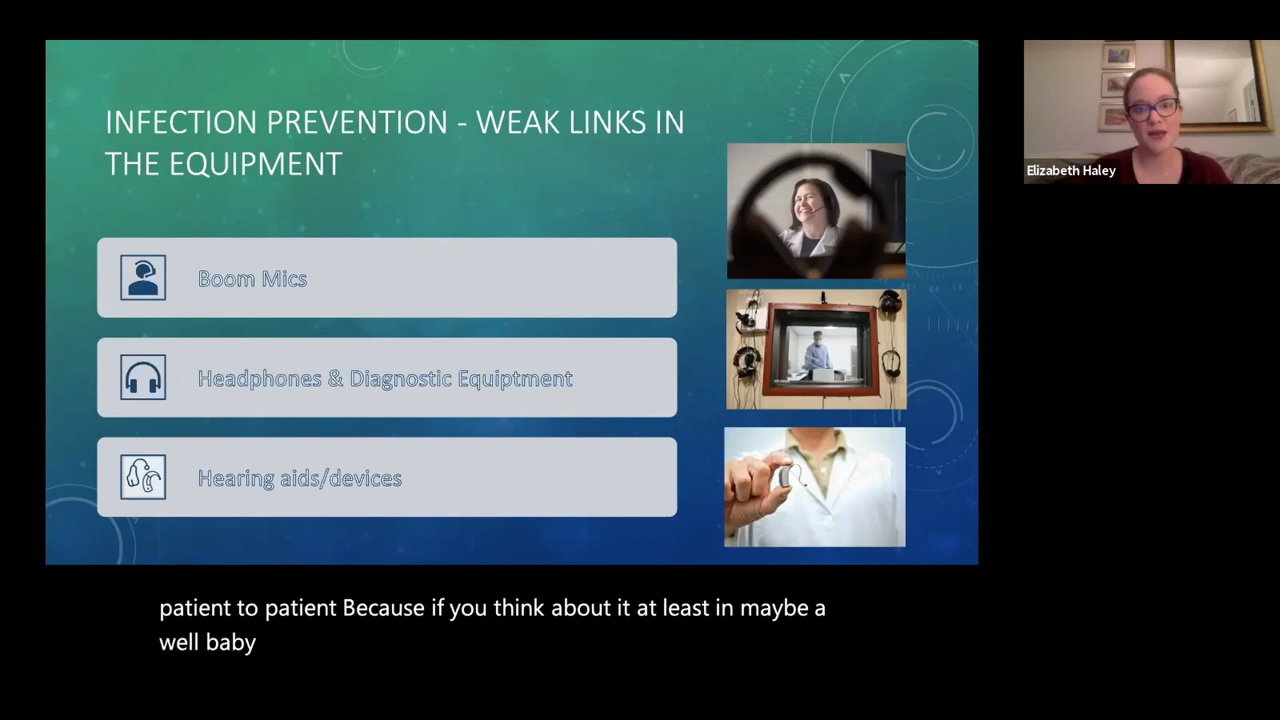 INFECTION PREVENTION - WEAK LINKS IN
THE EQUIPMENT
Boom Mics
Headphones & Diagnostic Equiptment
Hearing aids/devices
Elizabeth Haley
patient to patient Because if you think about it at least in maybe a
well baby